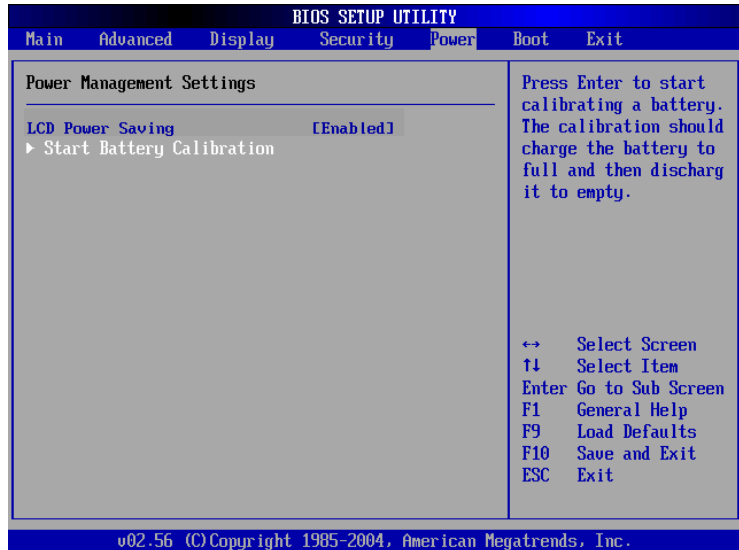 BIOS SETUP UTILITY
Main Advanced Display Security Power Boot Exit
Power Management Settings
LCD Power Saving [Enabled]
▶ Start Battery Calibration
Press Enter to start
calibrating a battery.
The calibration should
charge the battery to
full and then discharg
it to empty.
↔ Select Screen
↑↓ Select Item
Enter Go to Sub Screen
F1 General Help
F9 Load Defaults
F10 Save and Exit
ESC Exit
v02.56 (C)Copyright 1985-2004, American Megatrends, Inc.